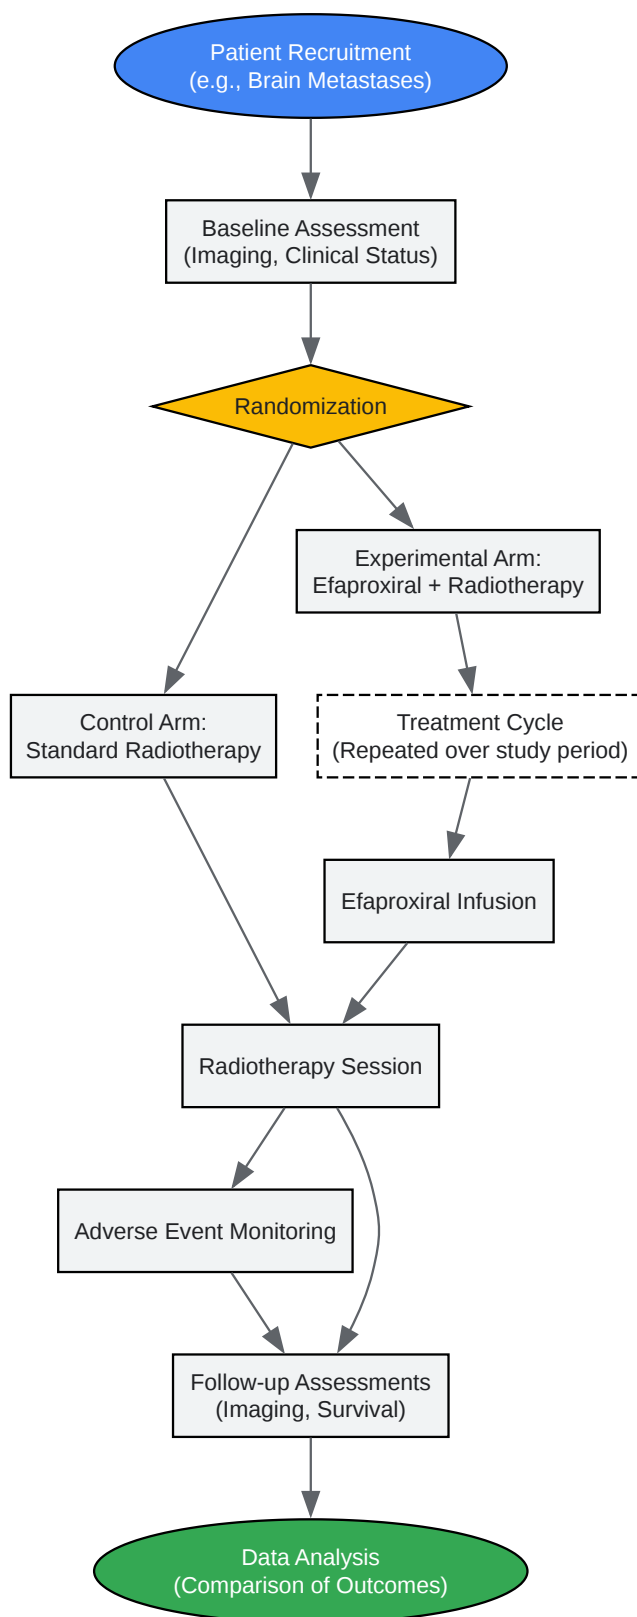 Patient Recruitment
(e.g., Brain Metastases)
Baseline Assessment
(Imaging, Clinical Status)
Randomization
Experimental Arm:
Efaproxiral + Radiotherapy
Control Arm:
Standard Radiotherapy
Treatment Cycle
(Repeated over study period)
Efaproxiral Infusion
Radiotherapy Session
Adverse Event Monitoring
Follow-up Assessments
(Imaging, Survival)
Data Analysis
(Comparison of Outcomes)